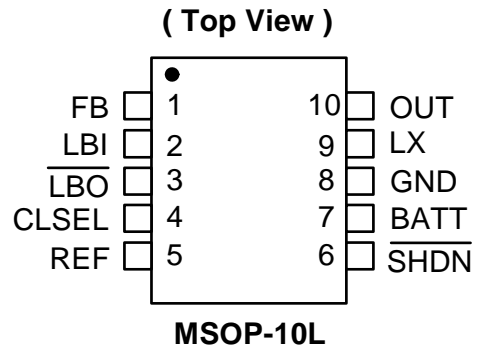 ( Top View )
FB 1 10 OUT
LBI 2 9 LX
LBO 3 8 GND
CLSEL 4 7 BATT
REF 5 6 SHDN
MSOP-10L